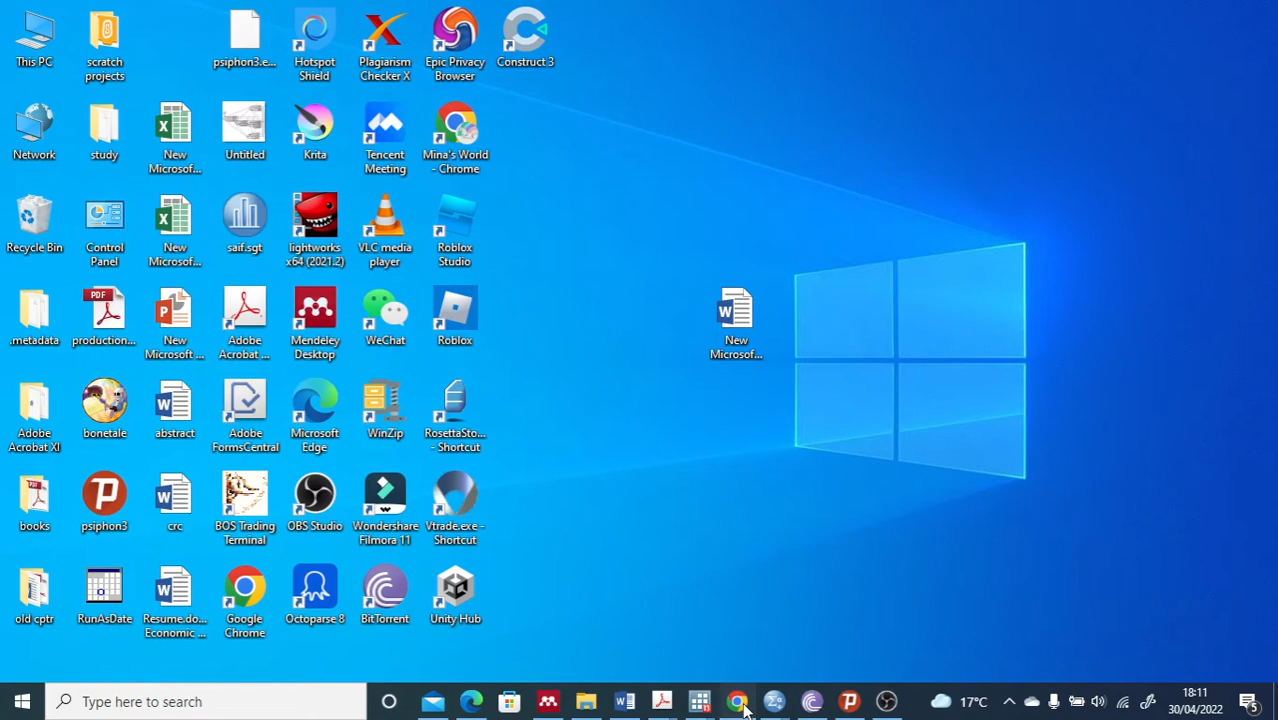 This PC
scratch
projects
psiphon3.e...
Hotspot
Shield
Plagiarism
Checker X
Epic Privacy
Browser
Construct 3
Network
study
New
Microsof...
Untitled
Krita
Tencent
Meeting
Mina's World
- Chrome
Recycle Bin
Control
Panel
New
Microsof...
saif.sgt
lightworks
x64 (2021.2)
VLC media
player
Roblox
Studio
.metadata
PDF
production...
New
Microsoft ...
Adobe
Acrobat ...
Mendeley
Desktop
WeChat
Roblox
New
Microsof...
Adobe
Acrobat XI
bonetale
abstract
Adobe
FormsCentral
Microsoft
Edge
WinZip
RosettaSto...
- Shortcut
books
psiphon3
crc
BOS Trading
Terminal
OBS Studio
Wondershare
Filmora 11
Vtrade.exe -
Shortcut
old cptr
RunAsDate
Resume.do...
Economic ...
Google
Chrome
Octoparse 8
BitTorrent
Unity Hub
Type here to search
17°C
18:11
30/04/2022
5